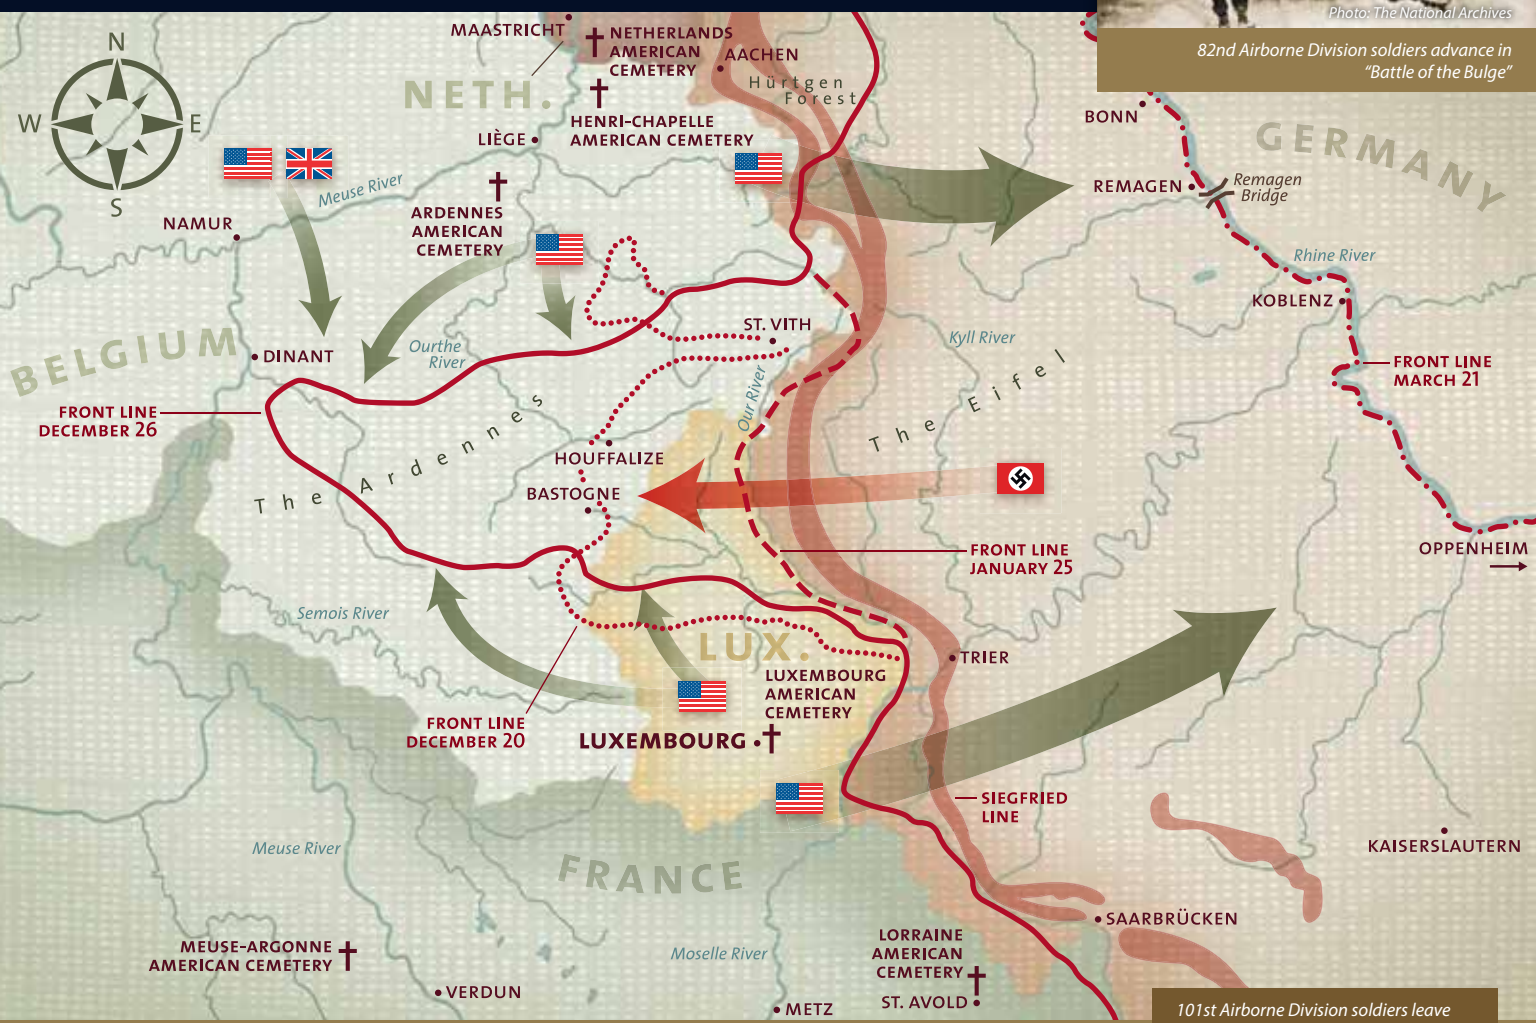 Photo: The National Archives
82nd Airborne Division soldiers advance in
“Battle of the Bulge”
N
W
E
S
MAASTRICHT
NETHERLANDS
AMERICAN
CEMETERY
AACHEN
Hürtgen
Forest
NETH.
HENRI-CHAPELLE
AMERICAN CEMETERY
LIÈGE
BONN
GERMANY
Meuse River
ARDENNES
AMERICAN
CEMETERY
NAMUR
REMAGEN
Remagen
Bridge
Rhine River
KOBLENZ
BELGIUM
DINANT
Ourthe
River
ST. VITH
Kyll River
Our River
The Eifel
FRONT LINE
MARCH 21
FRONT LINE
DECEMBER 26
The Ardennes
HOUFFALIZE
BASTOGNE
FRONT LINE
JANUARY 25
OPPENHEIM
Semois River
LUX.
TRIER
LUXEMBOURG
AMERICAN
CEMETERY
FRONT LINE
DECEMBER 20
LUXEMBOURG
SIEGFRIED
LINE
KAISERSLAUTERN
Meuse River
FRANCE
SAARBRÜCKEN
MEUSE-ARGONNE
AMERICAN CEMETERY
Moselle River
LORRAINE
AMERICAN
CEMETERY
VERDUN
METZ
ST. AVOLD
101st Airborne Division soldiers leave